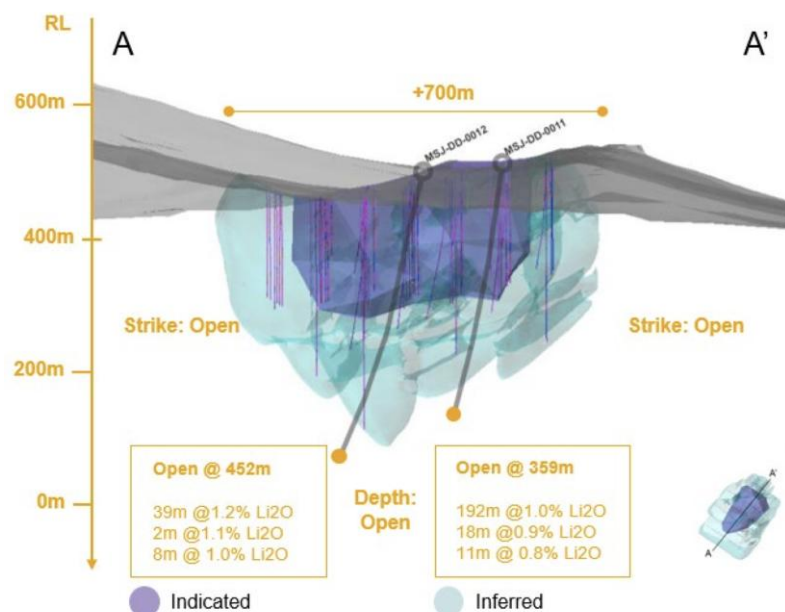 RL
A
A'
600m
+700m
MSJ-DD-0012
MSJ-DD-0011
400m
Strike: Open
Strike: Open
200m
Open @ 452m
39m @1.2% Li2O
2m @1.1% Li2O
8m @ 1.0% Li2O
Depth:
Open
Open @ 359m
192m @1.0% Li2O
18m @0.9% Li2O
11m @ 0.8% Li2O
0m
A'
A
Indicated
Inferred